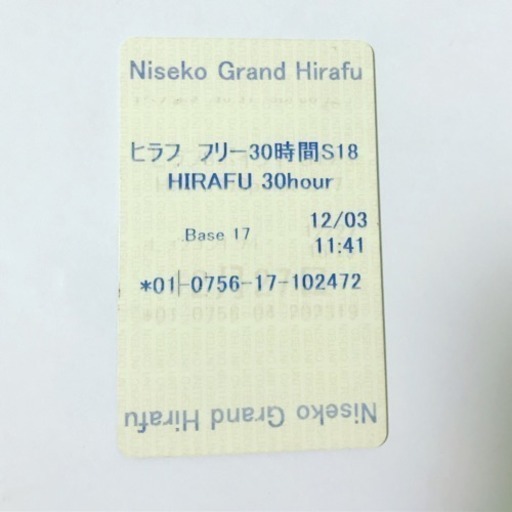 Niseko Grand Hirafu
ヒラフ フリー30時間S18
HIRAFU 30hour
12/03
Base 17
11:41
*01-0756-17-102472
Niseko Grand Hirafu